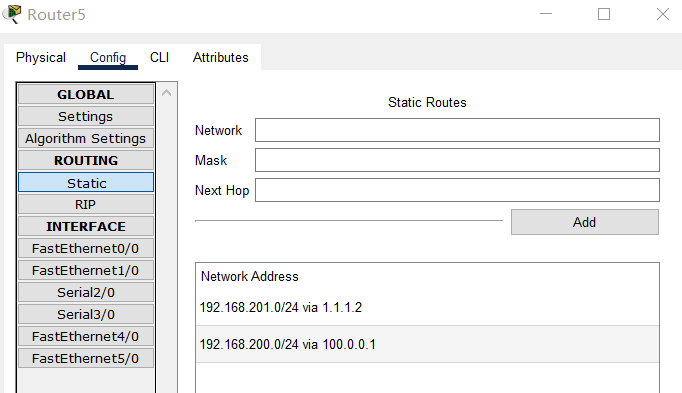 Router5
Physical Config CLI Attributes
GLOBAL
Settings
Algorithm Settings
ROUTING
Static
RIP
INTERFACE
FastEthernet0/0
FastEthernet1/0
Serial2/0
Serial3/0
FastEthernet4/0
FastEthernet5/0
Static Routes
Network
Mask
Next Hop
Add
Network Address
192.168.201.0/24 via 1.1.1.2
192.168.200.0/24 via 100.0.0.1